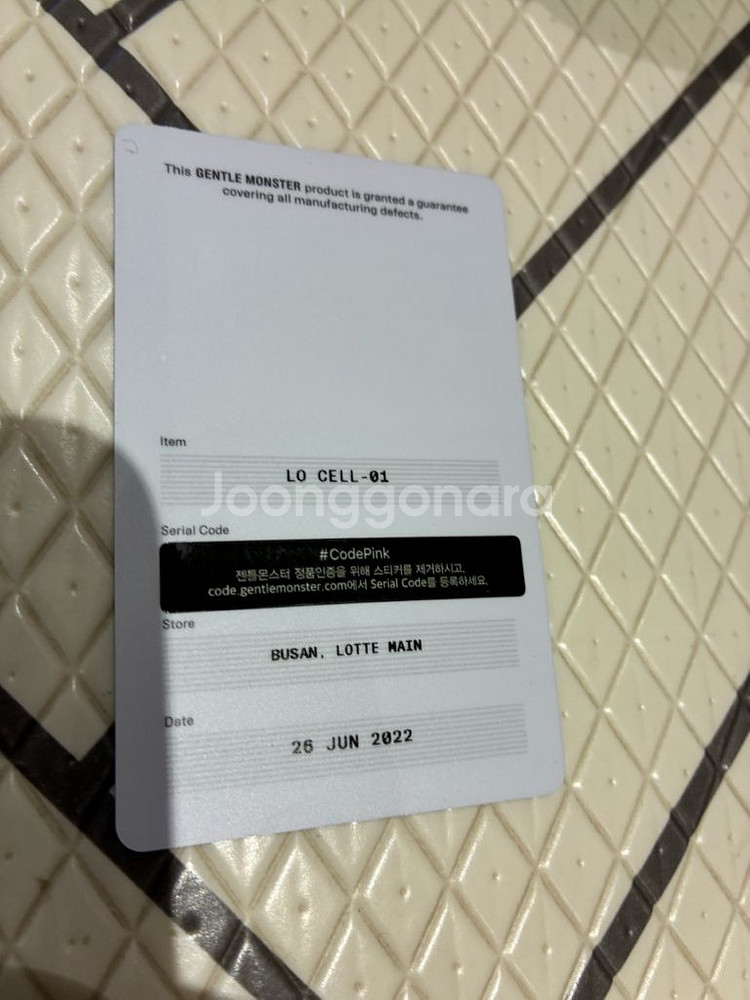 This GENTLE MONSTER product is granted a guarantee
covering all manufacturing defects.
Item
LO CELL-01
Joonggonara
Serial Code
#CodePink
젠틀몬스터 정품인증을 위해 스티커를 제거하시고,
code.gentlemonster.com에서 Serial Code를 등록하세요.
Store
BUSAN, LOTTE MAIN
Date
26 JUN 2022